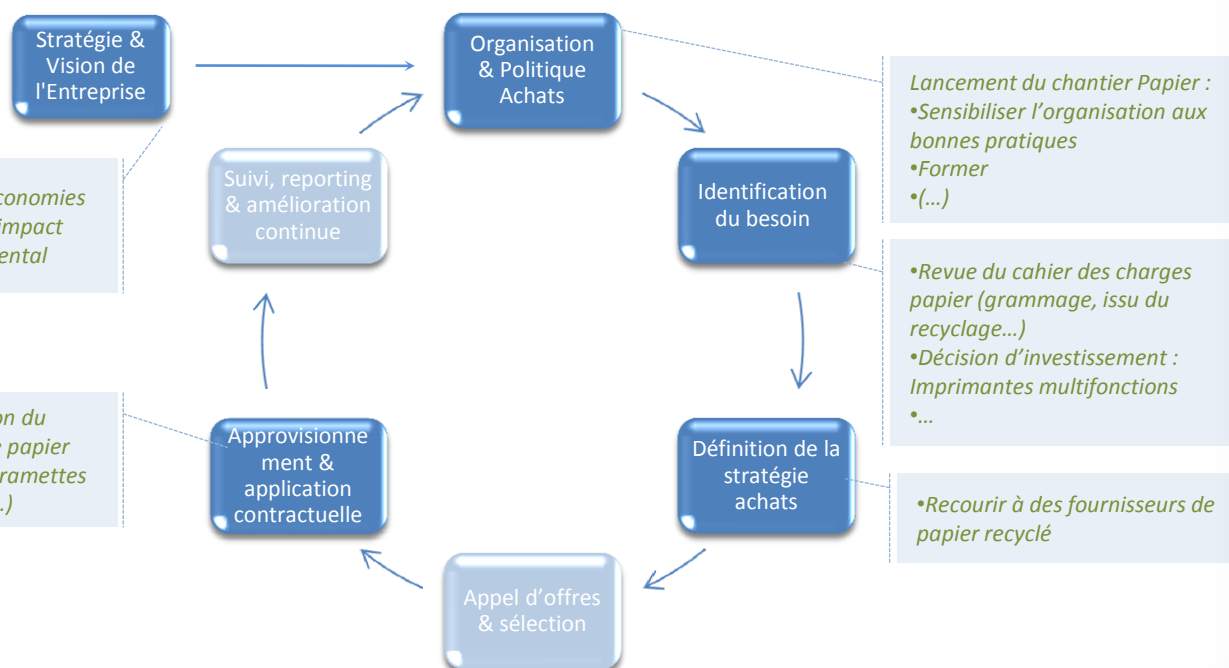 Stratégie &
Vision de
l'Entreprise
Organisation
& Politique
Achats
Lancement du chantier Papier :
•Sensibiliser l’organisation aux
bonnes pratiques
•Former
•(…)
Suivi, reporting
& amélioration
continue
Identification
du besoin
impact
•Revue du cahier des charges
papier (grammage, issu du
recyclage…)
•Décision d’investissement :
Imprimantes multifonctions
•…
du
papier
ramettes
Approvisionne
ment &
application
contractuelle
Définition de la
stratégie
achats
•Recourir à des fournisseurs de
papier recyclé
Appel d’offres
& sélection